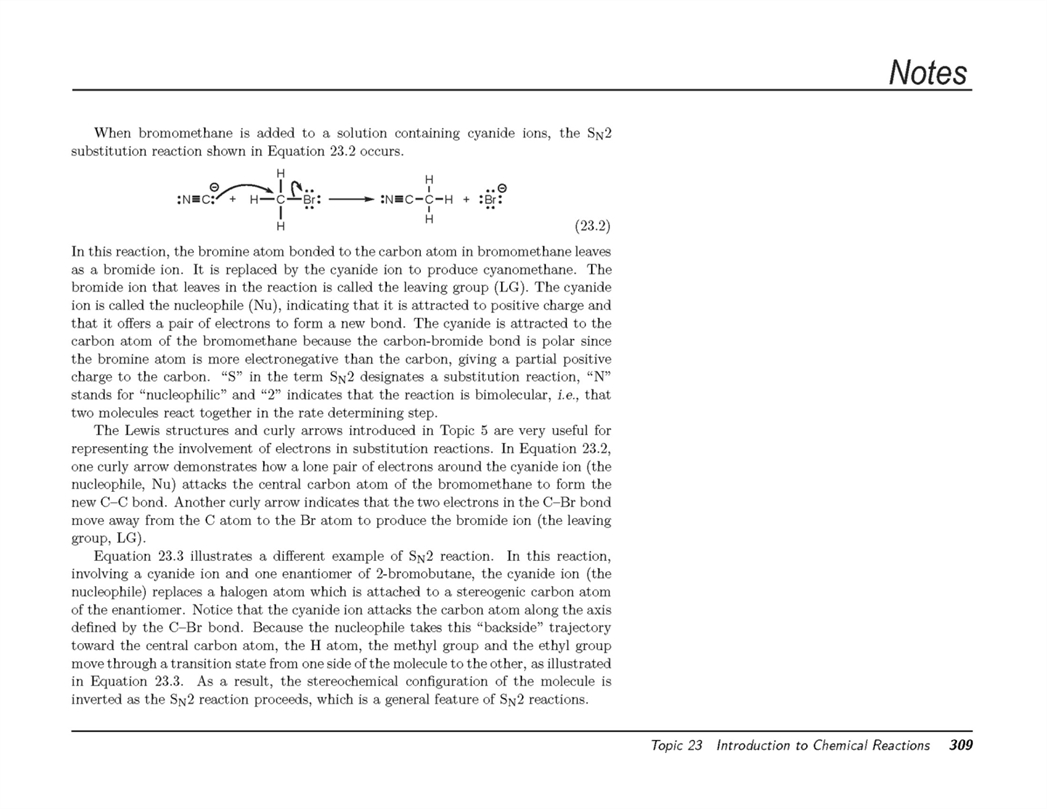 Notes
When bromomethane is added to a solution containing cyanide ions, the SN2
substitution reaction shown in Equation 23.2 occurs.
H H
:N≡C:⊖ + H—C—Br: ⟶ :N≡C–C–H + :Br:⊖
H H
(23.2)
In this reaction, the bromine atom bonded to the carbon atom in bromomethane leaves
as a bromide ion. It is replaced by the cyanide ion to produce cyanomethane. The
bromide ion that leaves in the reaction is called the leaving group (LG). The cyanide
ion is called the nucleophile (Nu), indicating that it is attracted to positive charge and
that it offers a pair of electrons to form a new bond. The cyanide is attracted to the
carbon atom of the bromomethane because the carbon-bromide bond is polar since
the bromine atom is more electronegative than the carbon, giving a partial positive
charge to the carbon. “S” in the term SN2 designates a substitution reaction, “N”
stands for “nucleophilic” and “2” indicates that the reaction is bimolecular, i.e., that
two molecules react together in the rate determining step.
The Lewis structures and curly arrows introduced in Topic 5 are very useful for
representing the involvement of electrons in substitution reactions. In Equation 23.2,
one curly arrow demonstrates how a lone pair of electrons around the cyanide ion (the
nucleophile, Nu) attacks the central carbon atom of the bromomethane to form the
new C–C bond. Another curly arrow indicates that the two electrons in the C–Br bond
move away from the C atom to the Br atom to produce the bromide ion (the leaving
group, LG).
Equation 23.3 illustrates a different example of SN2 reaction. In this reaction,
involving a cyanide ion and one enantiomer of 2-bromobutane, the cyanide ion (the
nucleophile) replaces a halogen atom which is attached to a stereogenic carbon atom
of the enantiomer. Notice that the cyanide ion attacks the carbon atom along the axis
defined by the C–Br bond. Because the nucleophile takes this “backside” trajectory
toward the central carbon atom, the H atom, the methyl group and the ethyl group
move through a transition state from one side of the molecule to the other, as illustrated
in Equation 23.3. As a result, the stereochemical configuration of the molecule is
inverted as the SN2 reaction proceeds, which is a general feature of SN2 reactions.
Topic 23 Introduction to Chemical Reactions 309